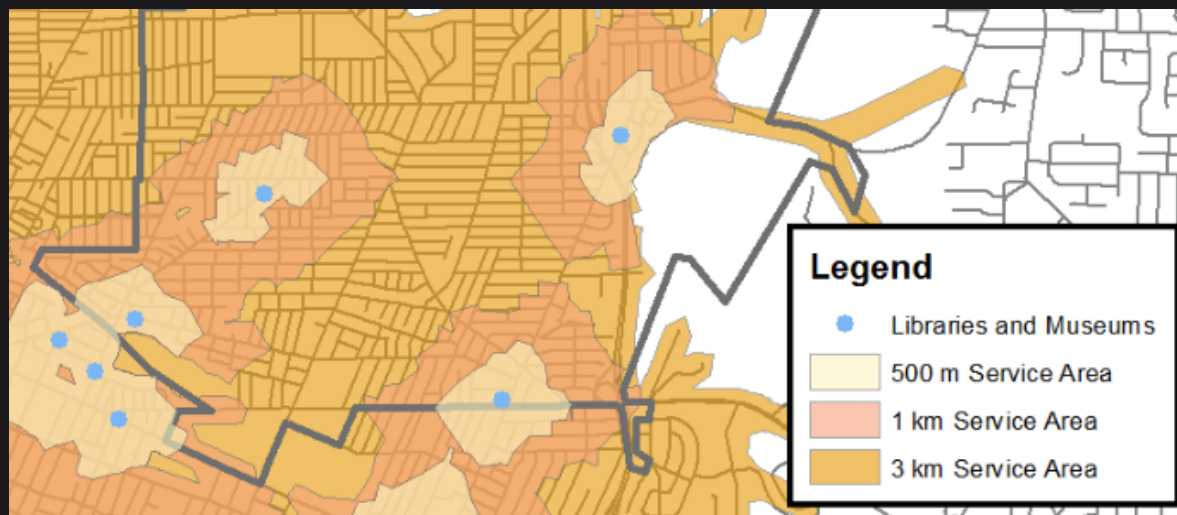 Legend
Libraries and Museums
500 m Service Area
1 km Service Area
3 km Service Area